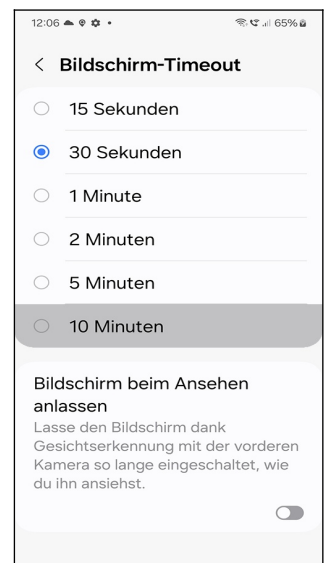 12:06 65%
Bildschirm-Timeout
15 Sekunden
30 Sekunden
1 Minute
2 Minuten
5 Minuten
10 Minuten
Bildschirm beim Ansehen
anlassen
Lasse den Bildschirm dank
Gesichtserkennung mit der vorderen
Kamera so lange eingeschaltet, wie
du ihn ansiehst.